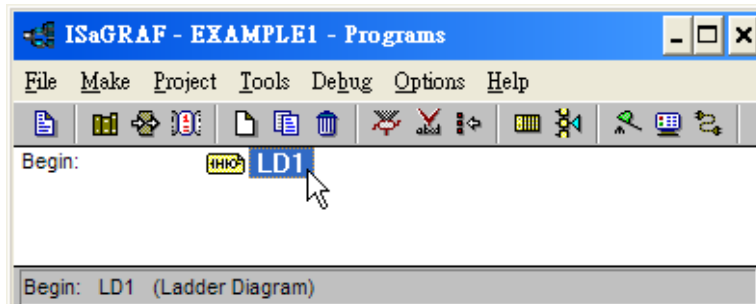 ISaGRAF - EXAMPLE1 - Programs
File Make Project Tools Debug Options Help
Begin: LD1
Begin: LD1 (Ladder Diagram)